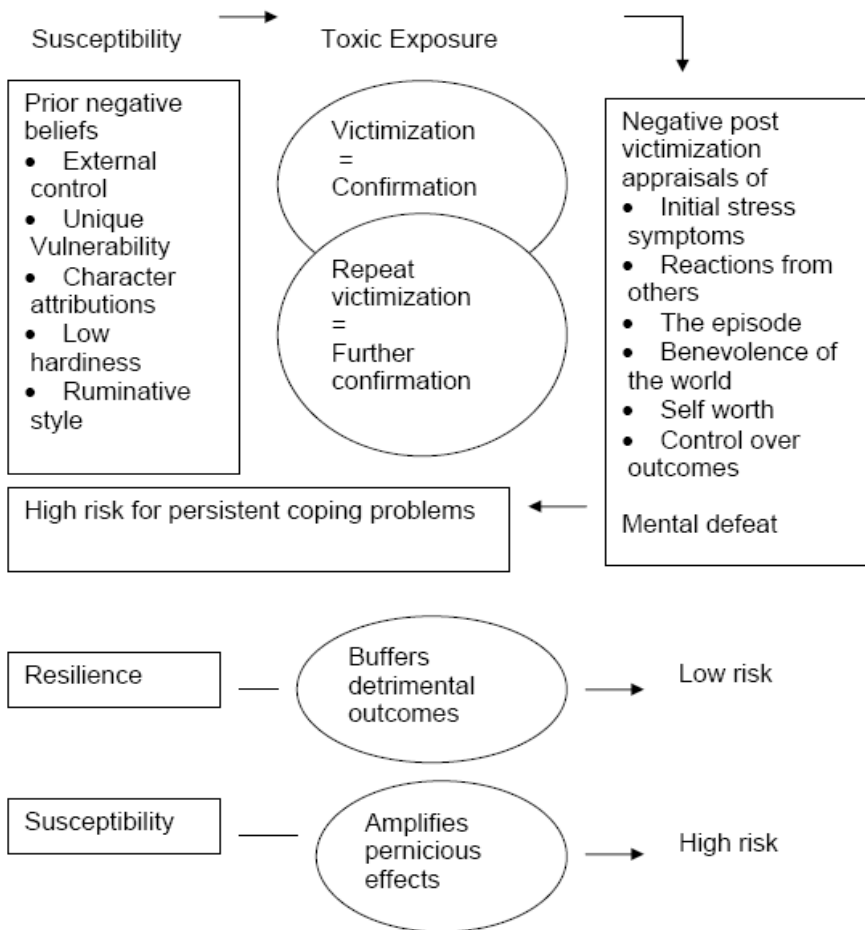 Susceptibility
Toxic Exposure
Prior negative
beliefs
• External
control
• Unique
Vulnerability
• Character
attributions
• Low
hardiness
• Ruminative
style
Victimization
=
Confirmation
Repeat
victimization
=
Further
confirmation
Negative post
victimization
appraisals of
• Initial stress
symptoms
• Reactions from
others
• The episode
• Benevolence of
the world
• Self worth
• Control over
outcomes
Mental defeat
High risk for persistent coping problems
Resilience
Buffers
detrimental
outcomes
Low risk
Susceptibility
Amplifies
pernicious
effects
High risk